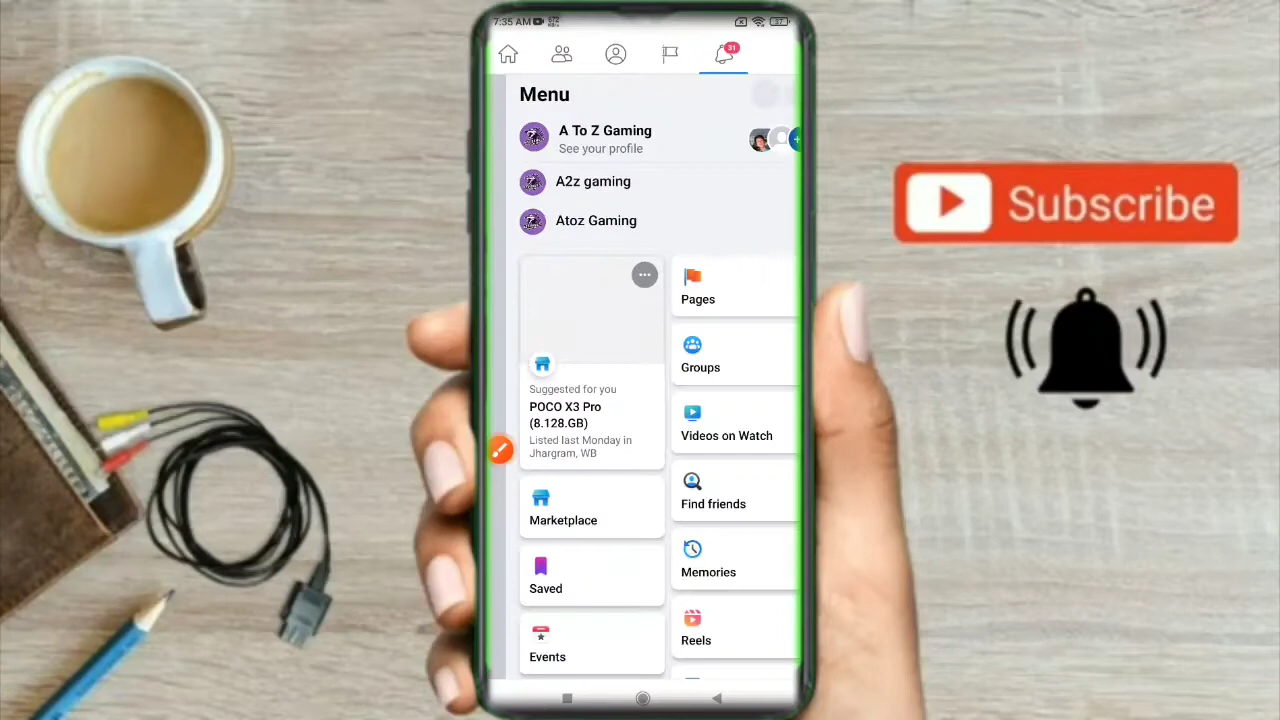 7:35 AM
31
Menu
A To Z Gaming
See your profile
A2z gaming
Atoz Gaming
Pages
Groups
Suggested for you
POCO X3 Pro
(8.128.GB)
Listed last Monday in
Jhargram, WB
Videos on Watch
Find friends
Marketplace
Memories
Saved
Reels
Events
Subscribe